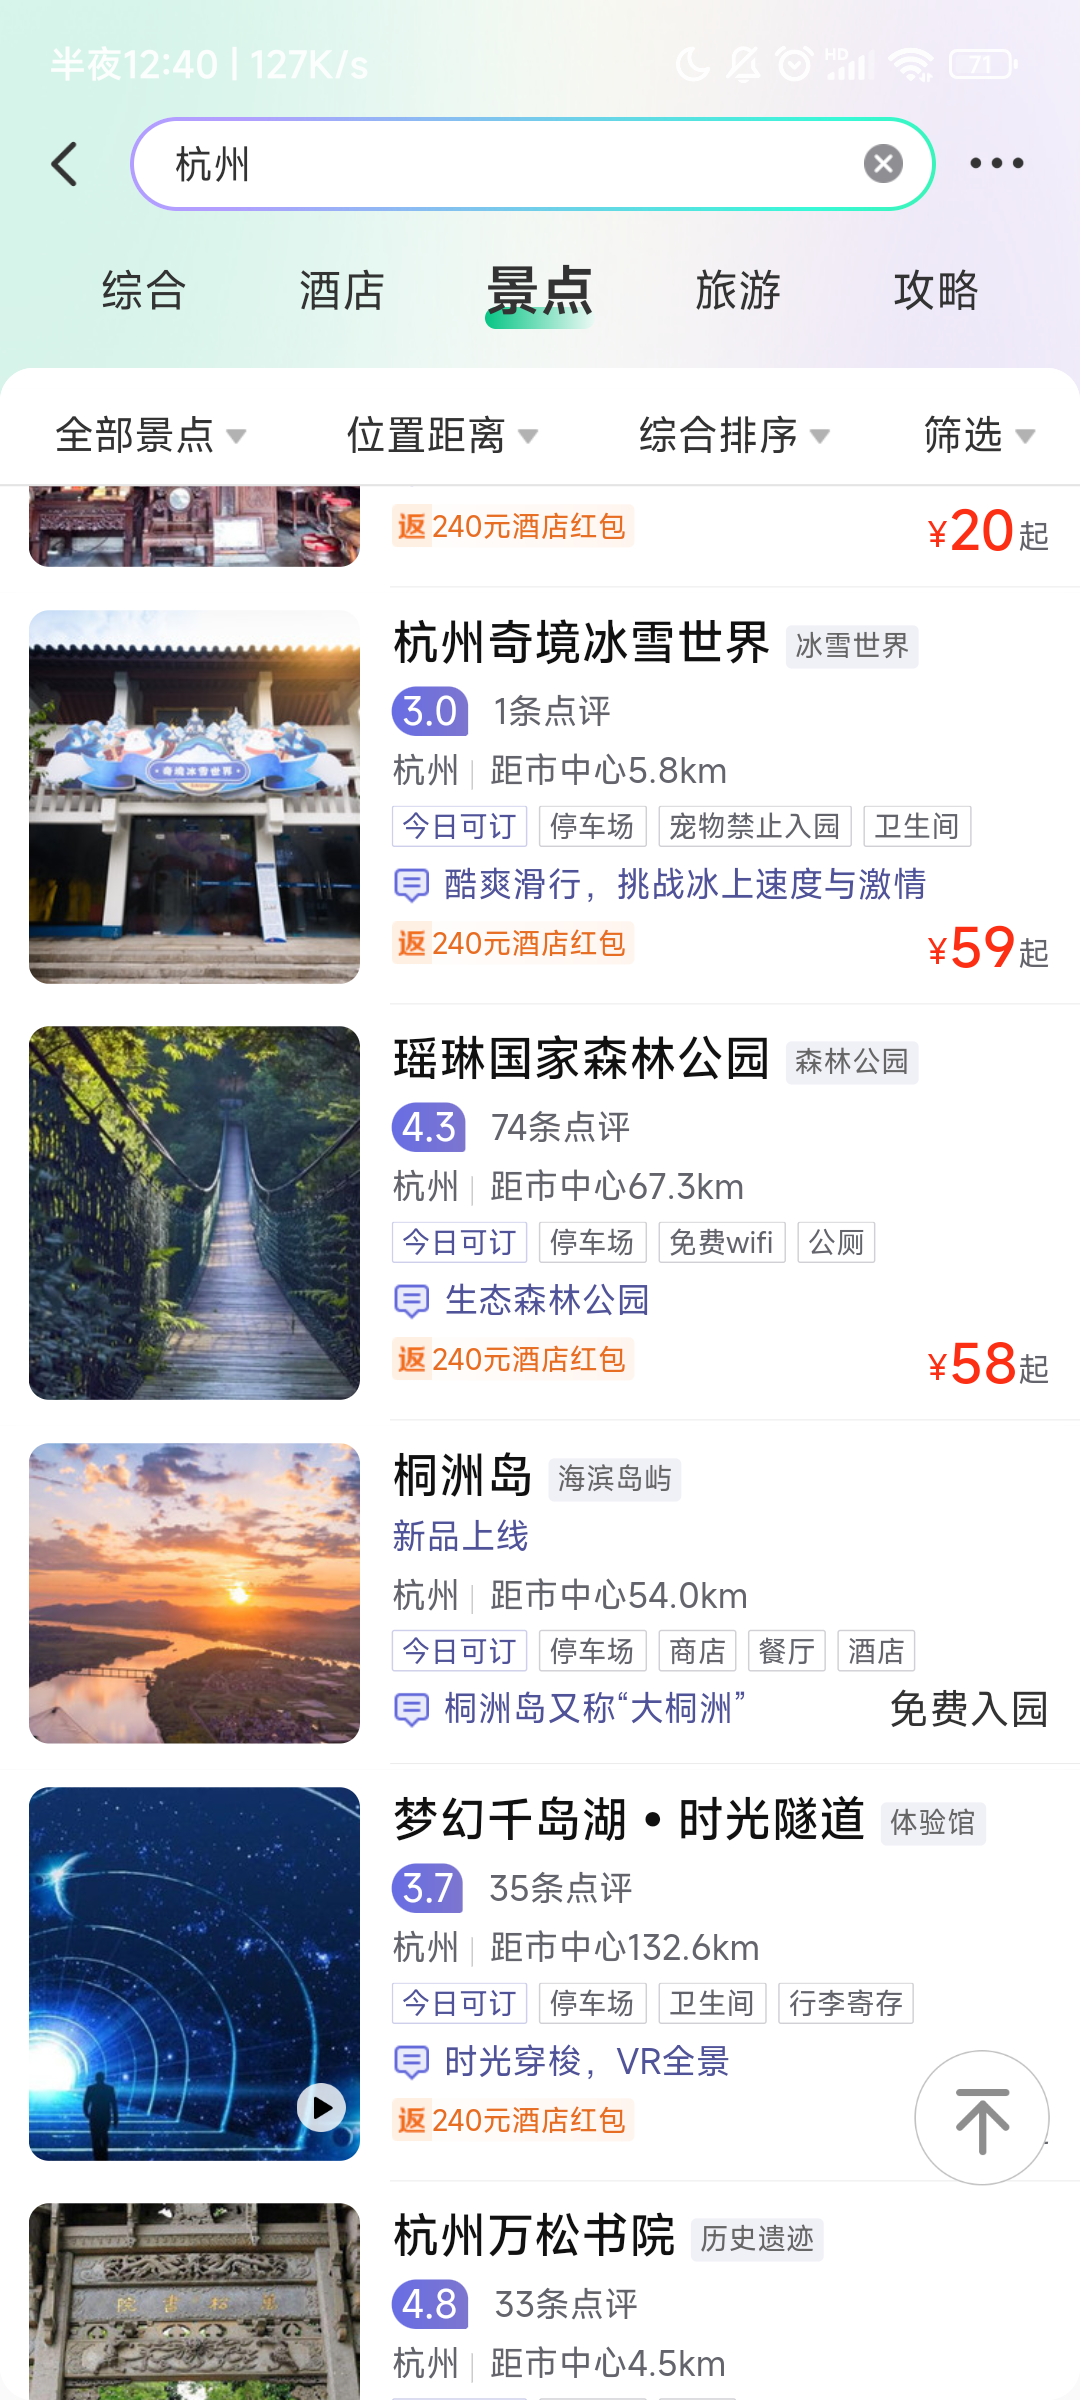 半夜12:40 | 127K/s
HD
71
杭州
综合
酒店
景点
旅游
攻略
全部景点
位置距离
综合排序
筛选
返240元酒店红包
¥20起
杭州奇境冰雪世界
冰雪世界
3.0
1条点评
杭州
距市中心5.8km
今日可订
停车场
宠物禁止入园
卫生间
酷爽滑行，挑战冰上速度与激情
返240元酒店红包
¥59起
奇境冰雪世界
瑶琳国家森林公园
森林公园
4.3
74条点评
杭州
距市中心67.3km
今日可订
停车场
免费wifi
公厕
生态森林公园
返240元酒店红包
¥58起
桐洲岛
海滨岛屿
新品上线
杭州
距市中心54.0km
今日可订
停车场
商店
餐厅
酒店
桐洲岛又称“大桐洲”
免费入园
梦幻千岛湖 • 时光隧道
体验馆
3.7
35条点评
杭州
距市中心132.6km
今日可订
停车场
卫生间
行李寄存
时光穿梭，VR全景
返240元酒店红包
杭州万松书院
历史遗迹
4.8
33条点评
杭州
距市中心4.5km
院书松萬